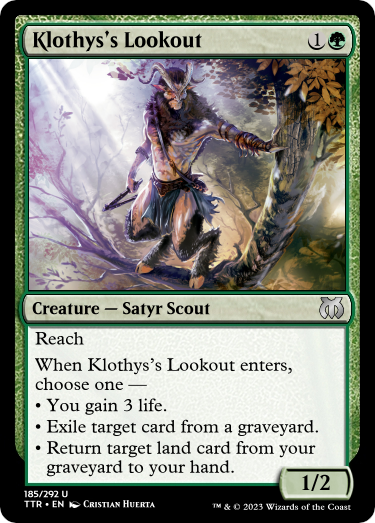 Klothys's Lookout 1
Creature — Satyr Scout
Reach
When Klothys's Lookout enters,
choose one —
• You gain 3 life.
• Exile target card from a graveyard.
• Return target land card from your
graveyard to your hand.
1/2
185/292 U
TTR • EN Cristian Huerta ™ & © 2023 Wizards of the Coast